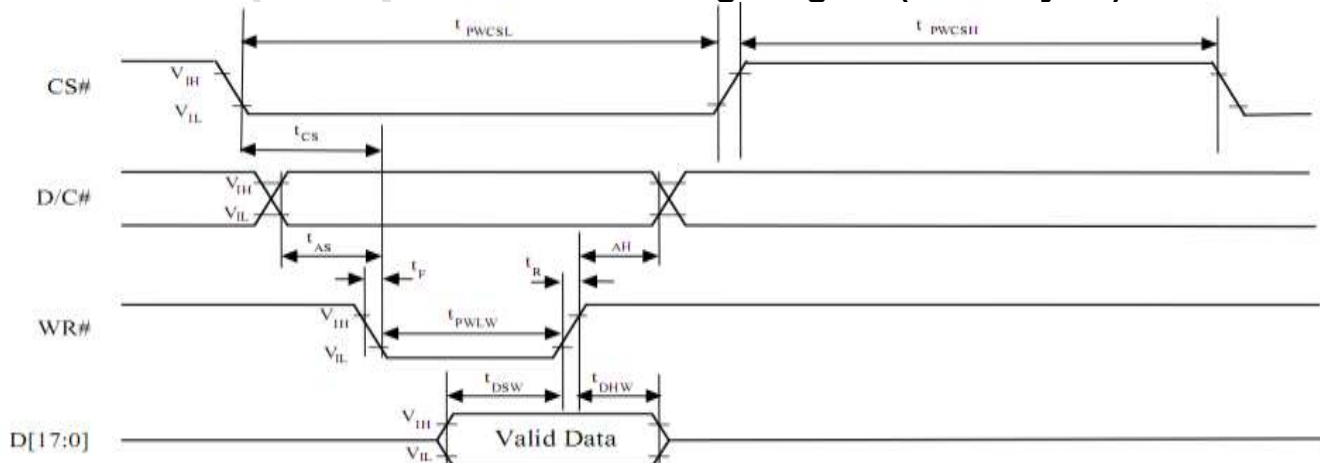 t PWCSL
t PWCSH
CS#
V IH
V IL
t CS
D/C#
V IH
V IL
t AS
AH
t F
t R
WR#
V IH
V IL
t PWLW
t DSW
t DHW
D[17:0]
V IH
V IL
Valid Data